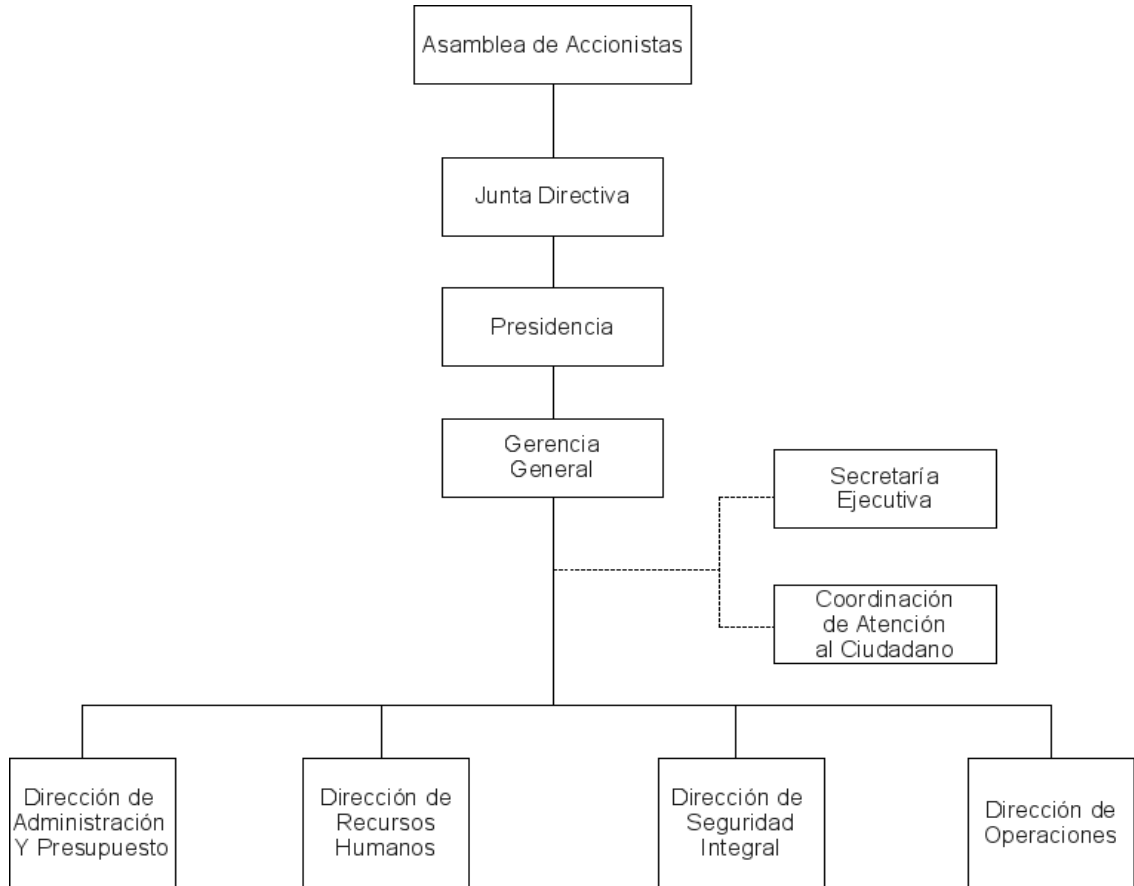 Asamblea de Accionistas
Junta Directiva
Presidencia
Gerencia
General
Secretaría
Ejecutiva
Coordinación
de Atención
al Ciudadano
Dirección de
Administración
Y Presupuesto
Dirección de
Recursos
Humanos
Dirección de
Seguridad
Integral
Dirección de
Operaciones